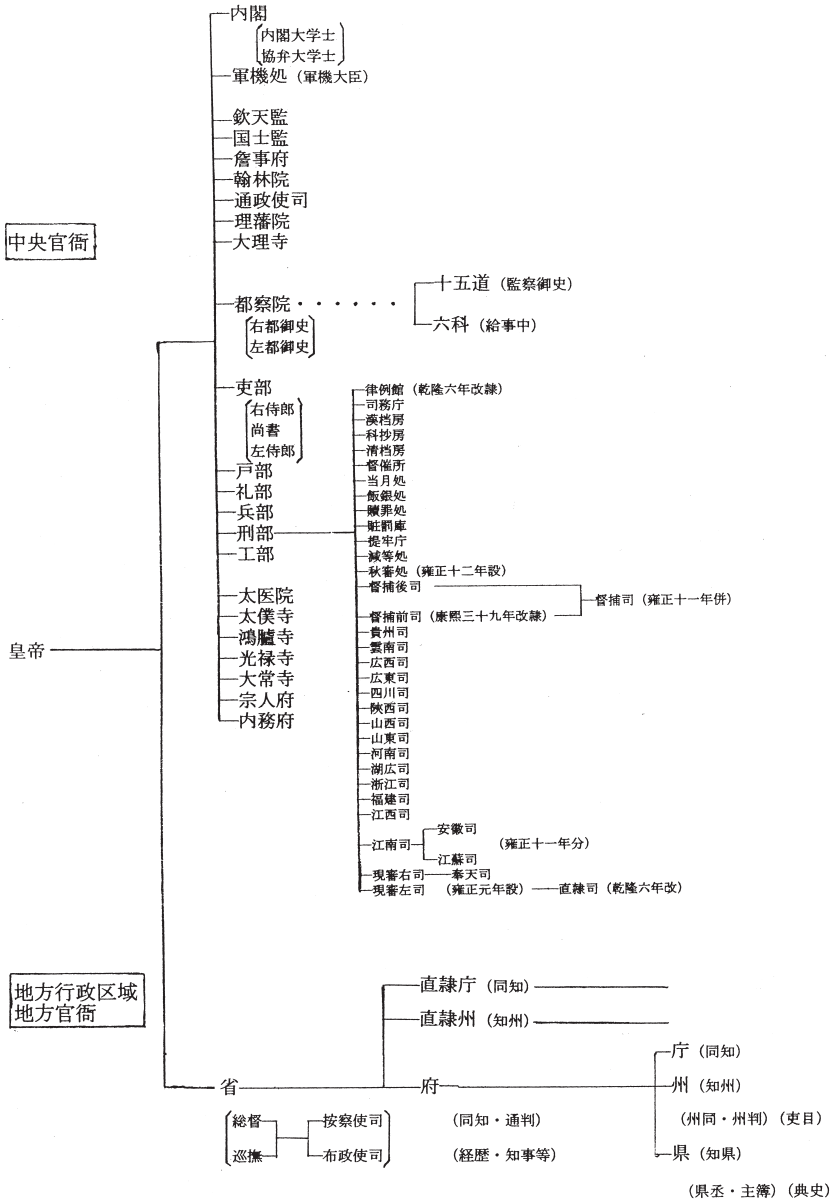 内閣
内閣大学士
協弁大学士
軍機処（軍機大臣）
欽天監
国士監
詹事府
翰林院
通政使司
理藩院
大理寺
中央官衙
都察院・・・・・・
右都御史
左都御史
十五道（監察御史）
六科（給事中）
吏部
右侍郎
尚書
左侍郎
戸部
礼部
兵部
刑部
工部
太医院
太僕寺
鴻臚寺
光禄寺
大常寺
宗人府
内務府
律例館（乾隆六年改隷）
司務庁
漢档房
科抄房
清档房
督催所
当月処
飯銀処
贖罪処
贓罰庫
提牢庁
減等処
秋審処（雍正十二年設）
督捕後司
督捕前司（康熙三十九年改隷）
督捕司（雍正十一年併）
貴州司
雲南司
広西司
広東司
四川司
陝西司
山西司
山東司
河南司
湖広司
浙江司
福建司
江西司
江南司
安徽司
江蘇司
（雍正十一年分）
現審右司
奉天司
現審左司（雍正元年設）
直隷司（乾隆六年改）
皇帝
地方行政区域
地方官衙
直隷庁（同知）
直隷州（知州）
省
府
庁（同知）
州（知州）
（州同・州判）（吏目）
県（知県）
（県丞・主簿）（典史）
総督
巡撫
按察使司
布政使司
（同知・通判）
（経歴・知事等）